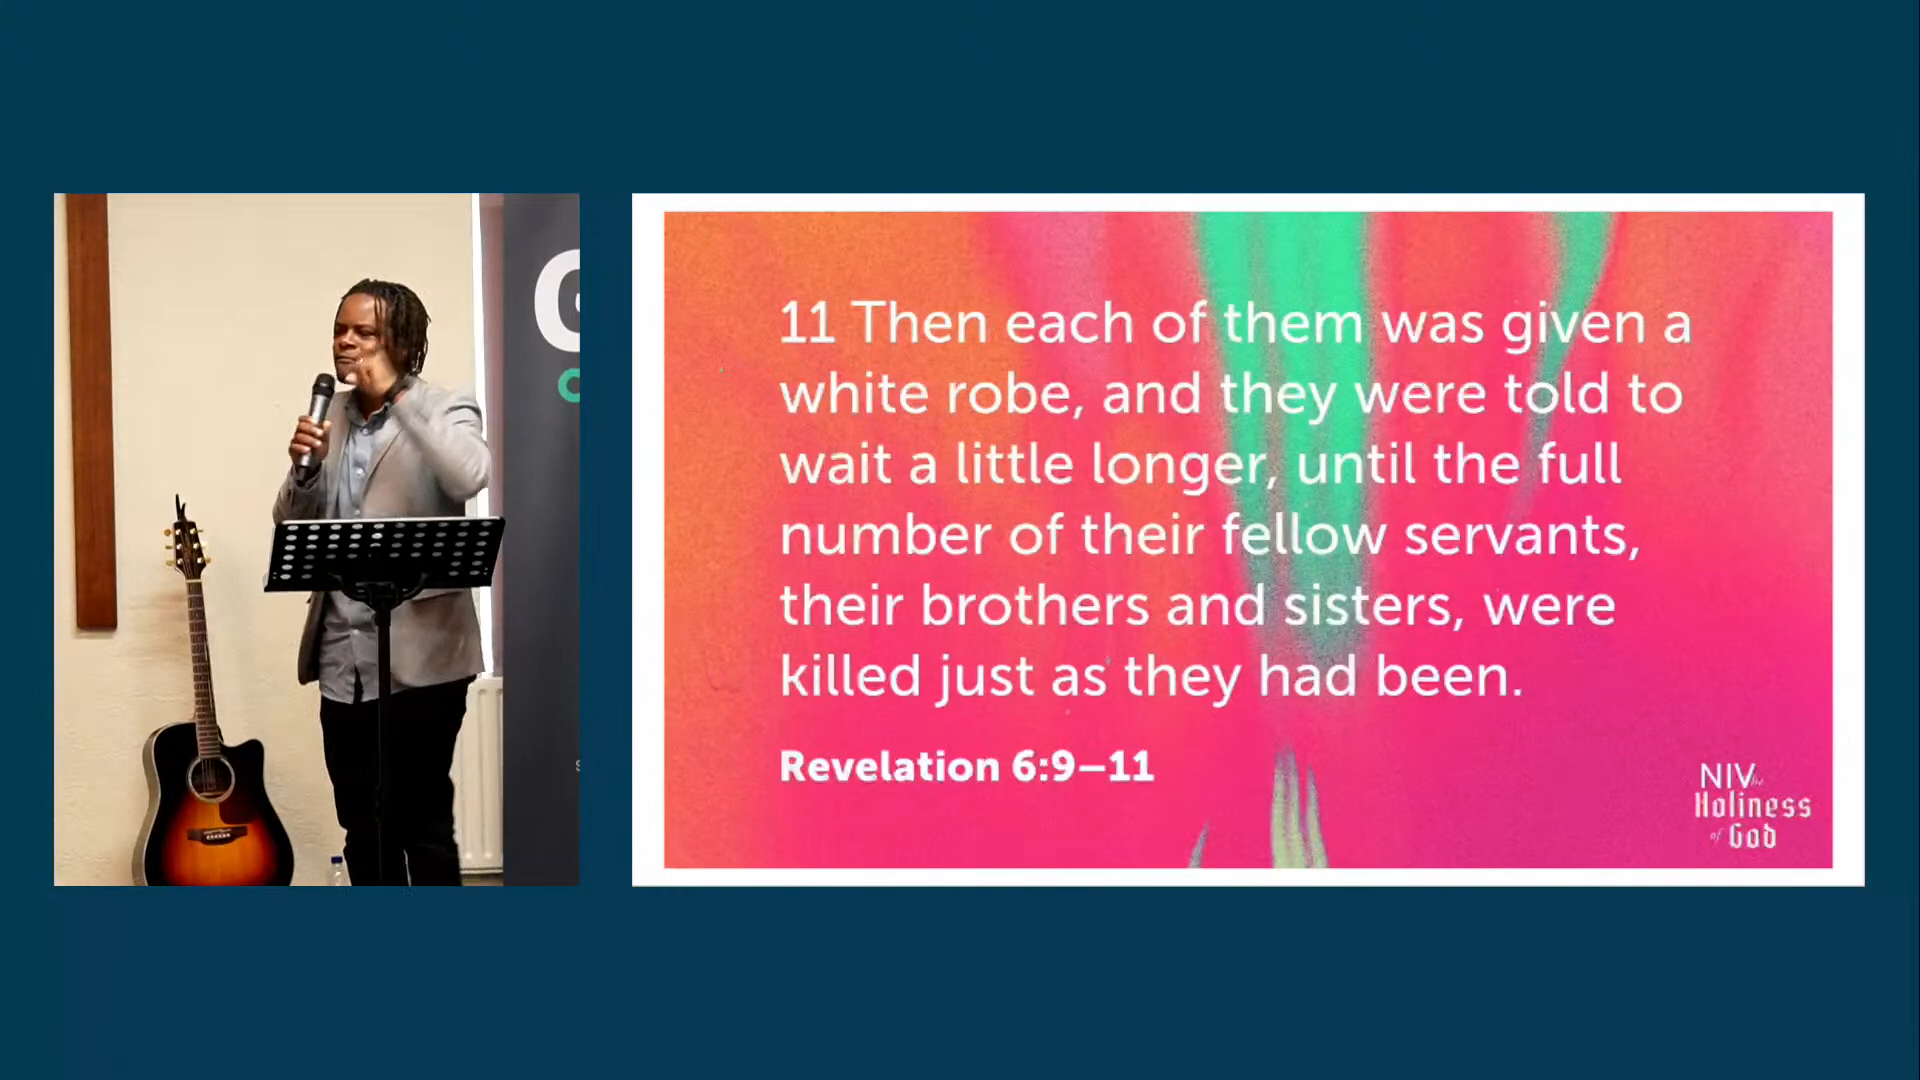 11 Then each of them was given a
white robe, and they were told to
wait a little longer, until the full
number of their fellow servants,
their brothers and sisters, were
killed just as they had been.
Revelation 6:9–11
NIV
the
Holiness
of God